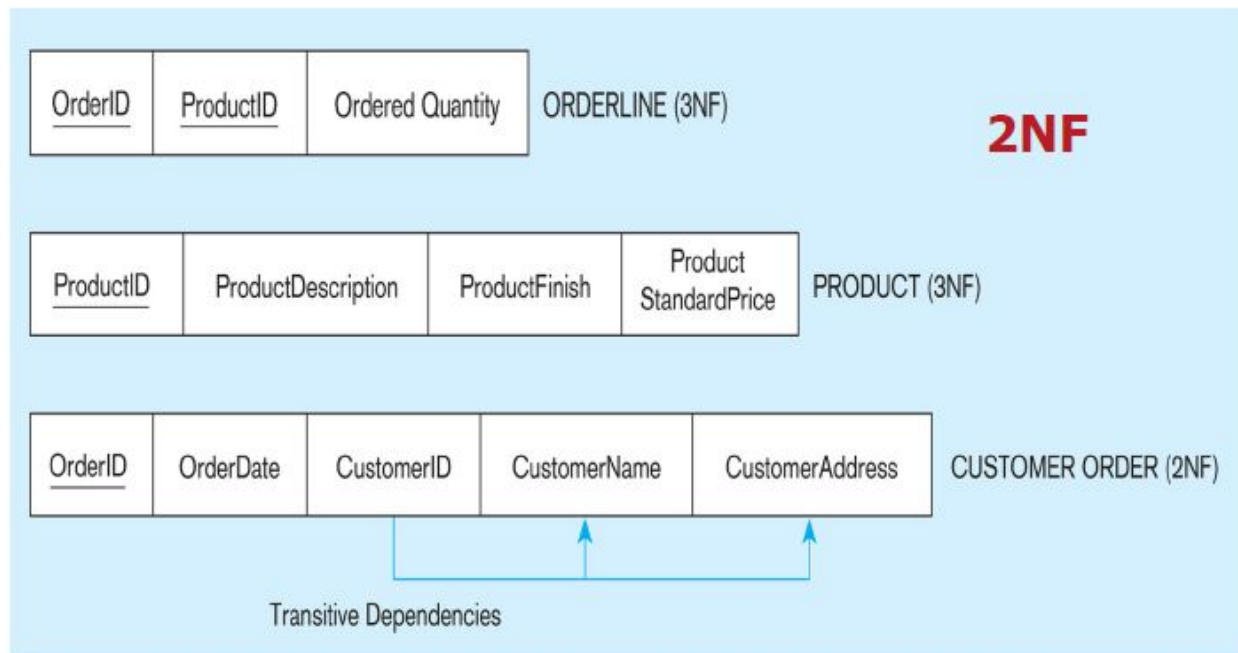 OrderID ProductID Ordered Quantity ORDERLINE (3NF)
2NF
ProductID ProductDescription ProductFinish Product StandardPrice PRODUCT (3NF)
OrderID OrderDate CustomerID CustomerName CustomerAddress CUSTOMER ORDER (2NF)
Transitive Dependencies